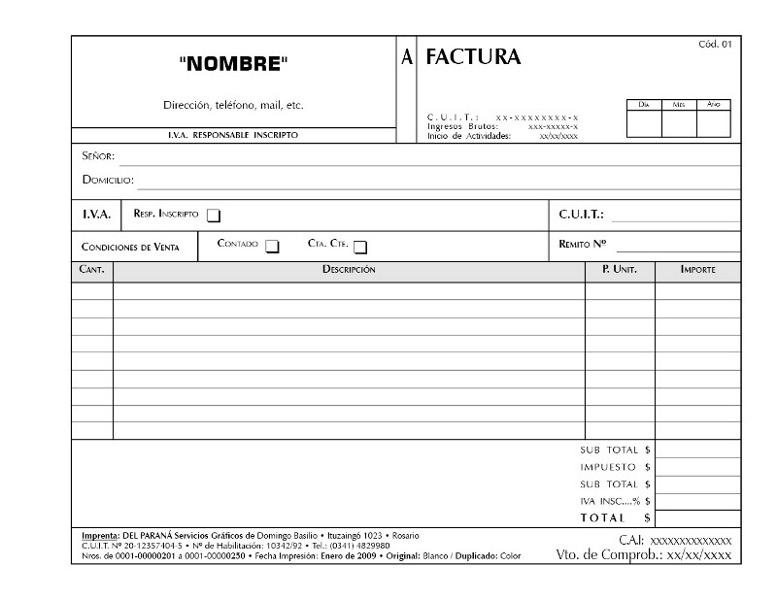 "NOMBRE"
Dirección, teléfono, mail, etc.
I.V.A. RESPONSABLE INSCRIPTO
A
FACTURA
Cód. 01
C.U.I.T.: xx-xxxxxxxx-x
Ingresos Brutos: xxx-xxxxx-x
Inicio de Actividades: xx/xx/xxxx
Día Mes Año
SEÑOR:
DOMICILIO:
I.V.A. RESP. INSCRIPTO C.U.I.T.:
CONDICIONES DE VENTA CONTADO CTA. CTE. REMITO Nº
CANT. DESCRIPCIÓN P. UNIT. IMPORTE
SUB TOTAL $
IMPUESTO $
SUB TOTAL $
IVA INSC....% $
TOTAL $
Imprenta: DEL PARANÁ Servicios Gráficos de Domingo Basilio • Ituzaingó 1023 • Rosario
C.U.I.T. Nº 20-12357404-5 • Nº de Habilitación: 10342/92 • Tel.: (0341) 4829980
Nros. de 0001-00000201 a 0001-00000250 • Fecha Impresión: Enero de 2009 • Original: Blanco / Duplicado: Color
C.A.I: xxxxxxxxxxxxxx
Vto. de Comprob.: xx/xx/xxxx